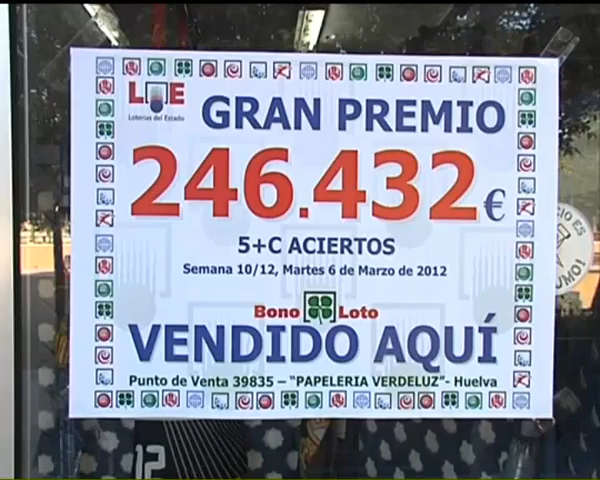 LAE
Loterías del Estado
GRAN PREMIO
246.432€
5+C ACIERTOS
Semana 10/12, Martes 6 de Marzo de 2012
Bono Loto
VENDIDO AQUÍ
Punto de Venta 39835 – "PAPELERIA VERDELUZ"- Huelva
12